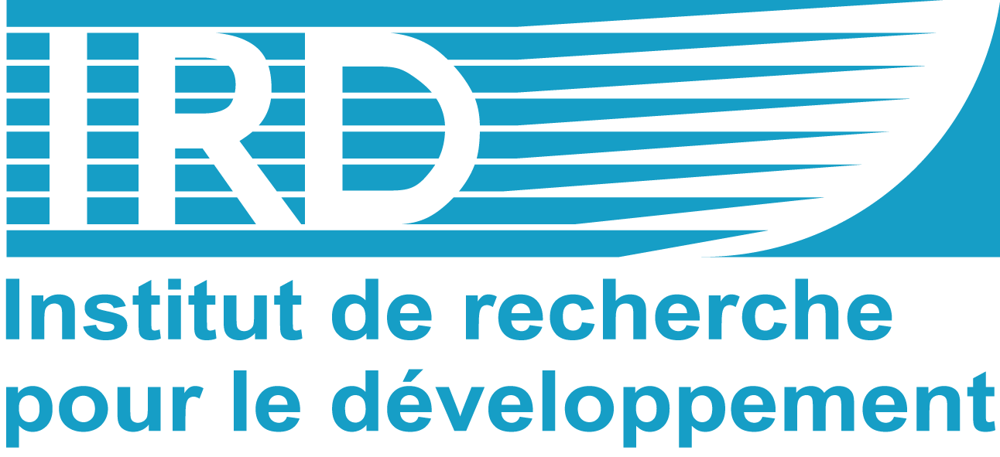 IRD
Institut de recherche
pour le développement